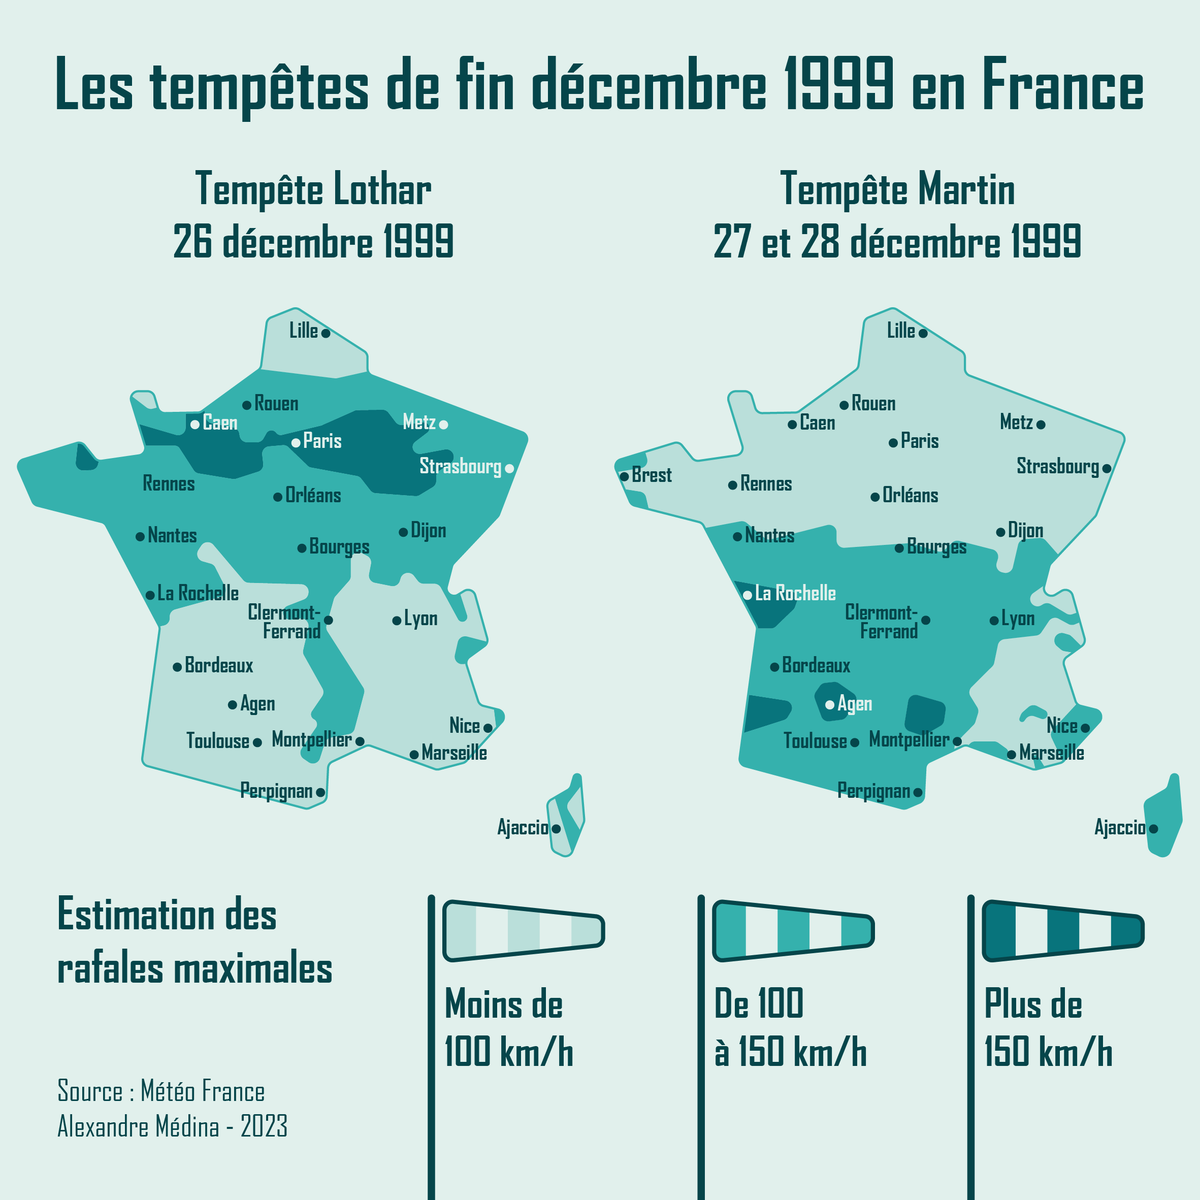 Les tempêtes de fin décembre 1999 en France
Tempête Lothar
26 décembre 1999
Lille
Rouen
Caen
Metz
Paris
Strasbourg
Rennes
Orléans
Nantes
Dijon
Bourges
La Rochelle
Clermont-
Ferrand
Lyon
Bordeaux
Agen
Nice
Toulouse
Montpellier
Marseille
Perpignan
Ajaccio
Tempête Martin
27 et 28 décembre 1999
Lille
Rouen
Caen
Metz
Paris
Strasbourg
Brest
Rennes
Orléans
Nantes
Dijon
Bourges
La Rochelle
Clermont-
Ferrand
Lyon
Bordeaux
Agen
Nice
Toulouse
Montpellier
Marseille
Perpignan
Ajaccio
Estimation des
rafales maximales
Moins de
100 km/h
De 100
à 150 km/h
Plus de
150 km/h
Source : Météo France
Alexandre Médina - 2023